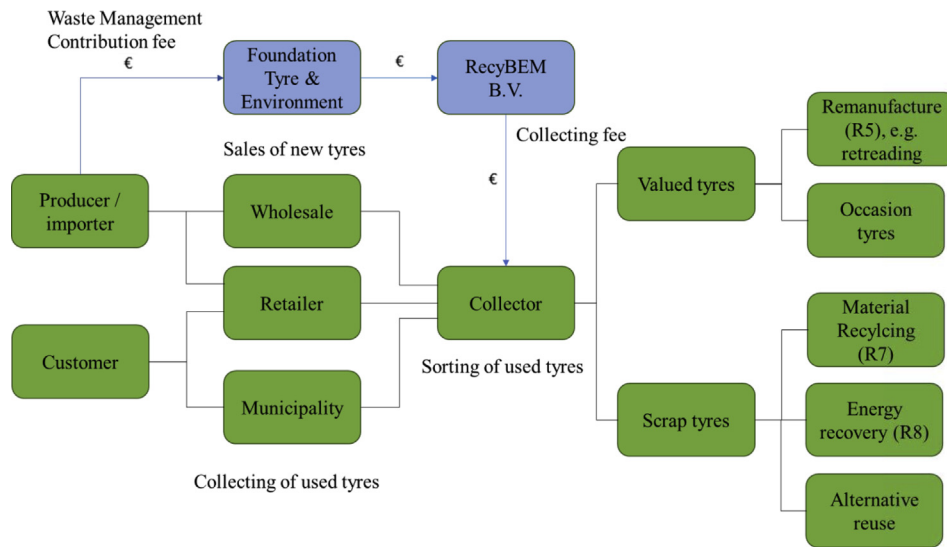 Waste Management
Contribution fee
€
Foundation
Tyre &
Environment
€
RecyBEM
B.V.
Collecting fee
€
Sales of new tyres
Producer /
importer
Wholesale
Retailer
Customer
Municipality
Collecting of used tyres
Collector
Sorting of used tyres
Valued tyres
Remanufacture
(R5), e.g.
retreading
Occasion
tyres
Scrap tyres
Material
Recylcing
(R7)
Energy
recovery (R8)
Alternative
reuse